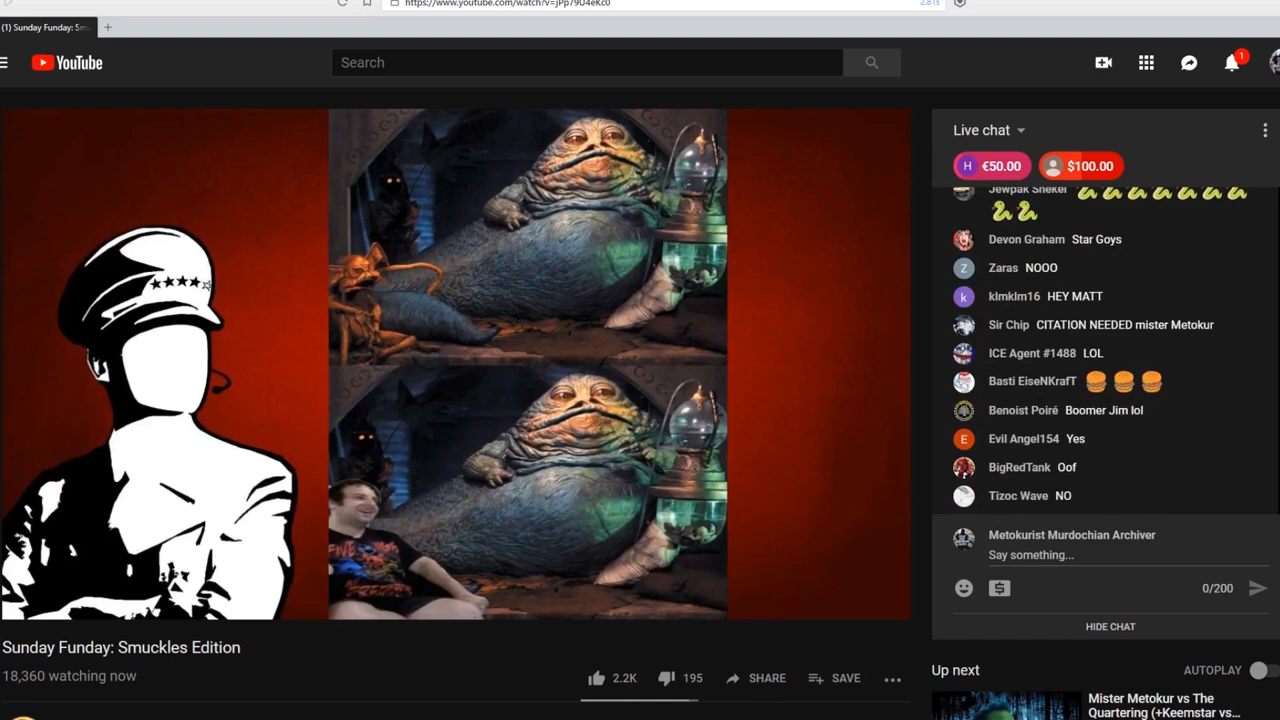 https://www.youtube.com/watch?v=jPp79U4eKc0
2.81s
(1) Sunday Funday: Sm
YouTube
Search
1
Live chat
H €50.00
$100.00
Jewpak Shekel 🐍🐍🐍🐍🐍🐍🐍
🐍🐍
Devon Graham Star Goys
Z Zaras NOOO
k klmklm16 HEY MATT
Sir Chip CITATION NEEDED mister Metokur
ICE Agent #1488 LOL
Basti EiseNKrafT 🍔🍔🍔
Benoist Poiré Boomer Jim lol
E Evil Angel154 Yes
BigRedTank Oof
Tizoc Wave NO
Metokurist Murdochian Archiver
Say something...
0/200
HIDE CHAT
Sunday Funday: Smuckles Edition
18,360 watching now
2.2K 195 SHARE SAVE
Up next AUTOPLAY
Mister Metokur vs The
Quartering (+Keemstar vs...